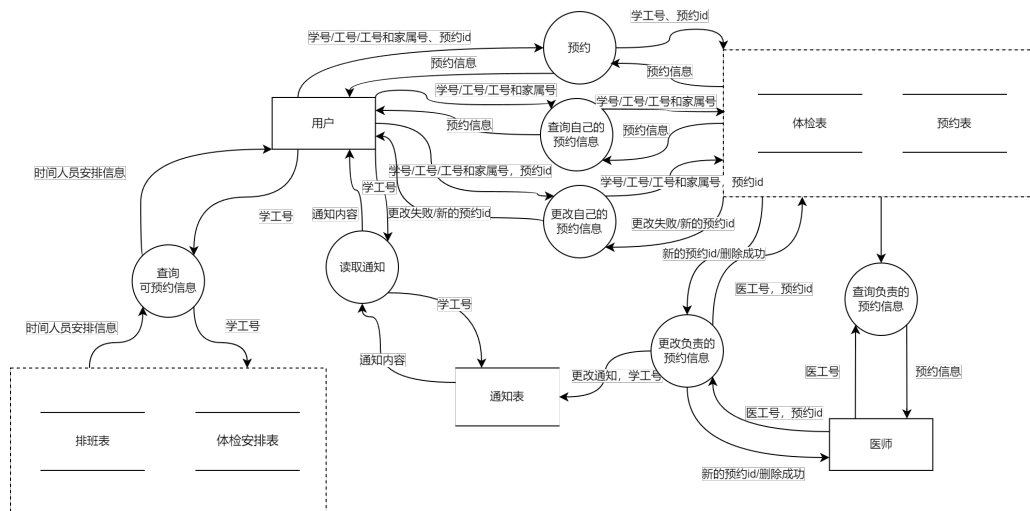 学工号、预约id
学号/工号/工号和家属号、预约id
预约
预约信息
预约信息
学号/工号/工号和家属号
学号/工号/工号和家属号
用户
预约信息
查询自己的
预约信息
预约信息
体检表
预约表
时间人员安排信息
学号/工号/工号和家属号，预约id
学工号
学号/工号/工号和家属号，预约id
学工号
通知内容
更改失败/新的预约id
更改自己的
预约信息
更改失败/新的预约id
新的预约id/删除成功
查询
可预约信息
读取通知
医工号，预约id
查询负责的
预约信息
时间人员安排信息
学工号
学工号
更改负责的
预约信息
通知内容
更改通知，学工号
医工号
预约信息
通知表
医工号，预约id
排班表
体检安排表
医师
新的预约id/删除成功